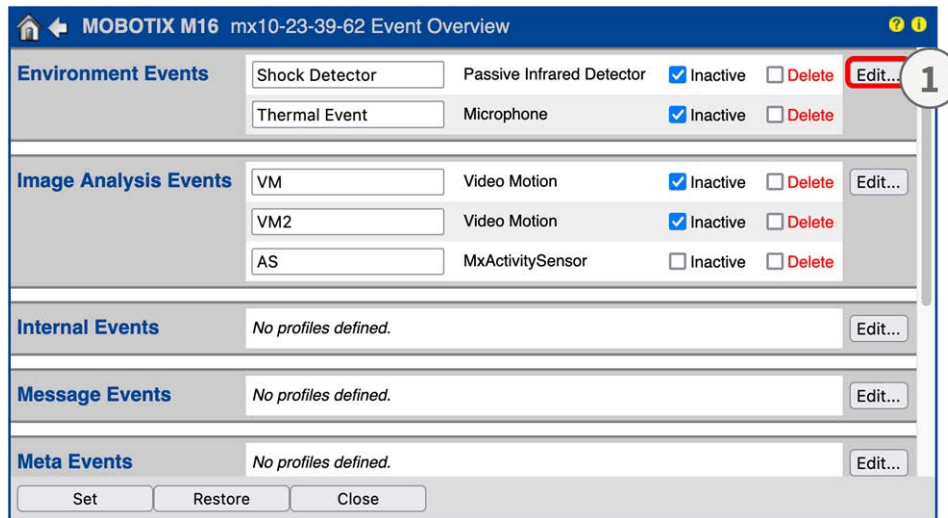 MOBOTIX M16 mx10-23-39-62 Event Overview ? i
Environment Events Shock Detector Passive Infrared Detector Inactive Delete Edit... 1
Thermal Event Microphone Inactive Delete
Image Analysis Events VM Video Motion Inactive Delete Edit...
VM2 Video Motion Inactive Delete
AS MxActivitySensor Inactive Delete
Internal Events No profiles defined. Edit...
Message Events No profiles defined. Edit...
Meta Events No profiles defined. Edit...
Set Restore Close